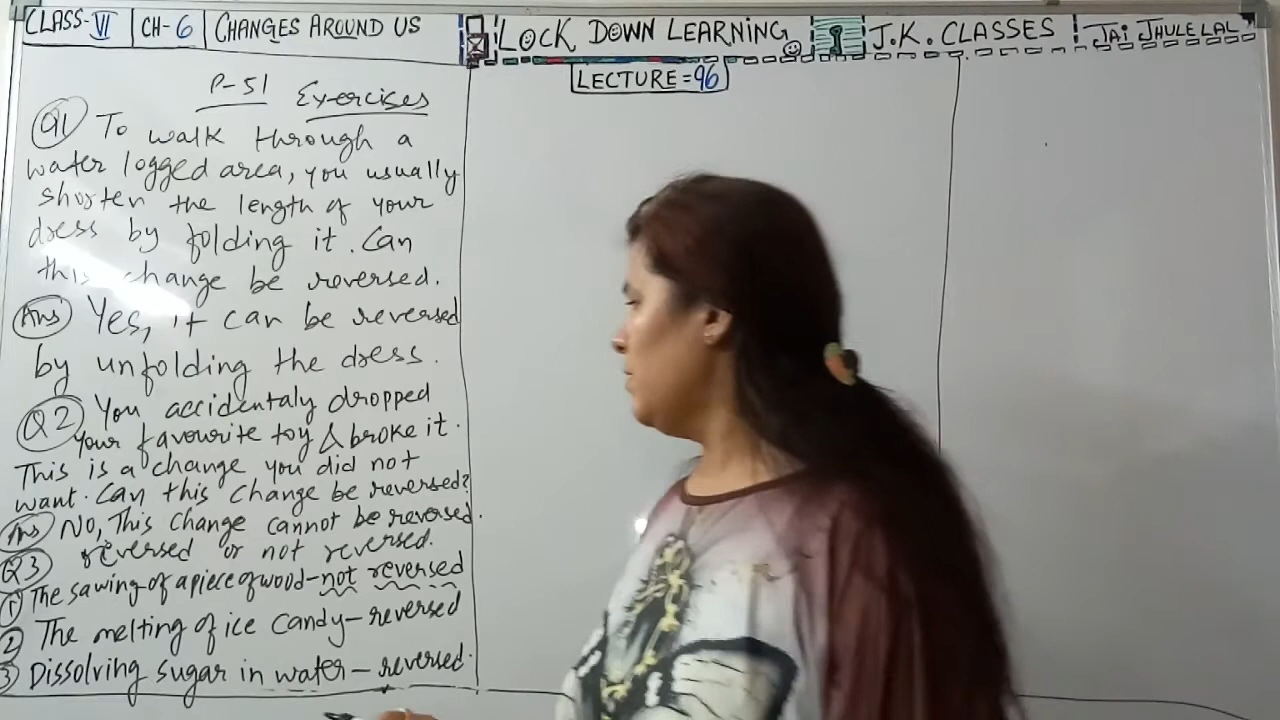 CLASS-VI CH-6 CHANGES AROUND US
LOCK DOWN LEARNING J.K. CLASSES JAI JHULE LAL
LECTURE=96
P-51 Exercises
Q1 To walk through a
water logged area, you usually
shorten the length of your
dress by folding it. Can
this change be reversed.
Ans Yes, it can be reversed
by unfolding the dress.
Q2 You accidentaly dropped
your favourite toy & broke it.
This is a change you did not
want. Can this change be reversed?
Ans No, This change cannot be reversed.
Q3 reversed or not reversed.
1 The sawing of a piece of wood-not reversed
2 The melting of ice candy-reversed
3 Dissolving sugar in water-reversed.